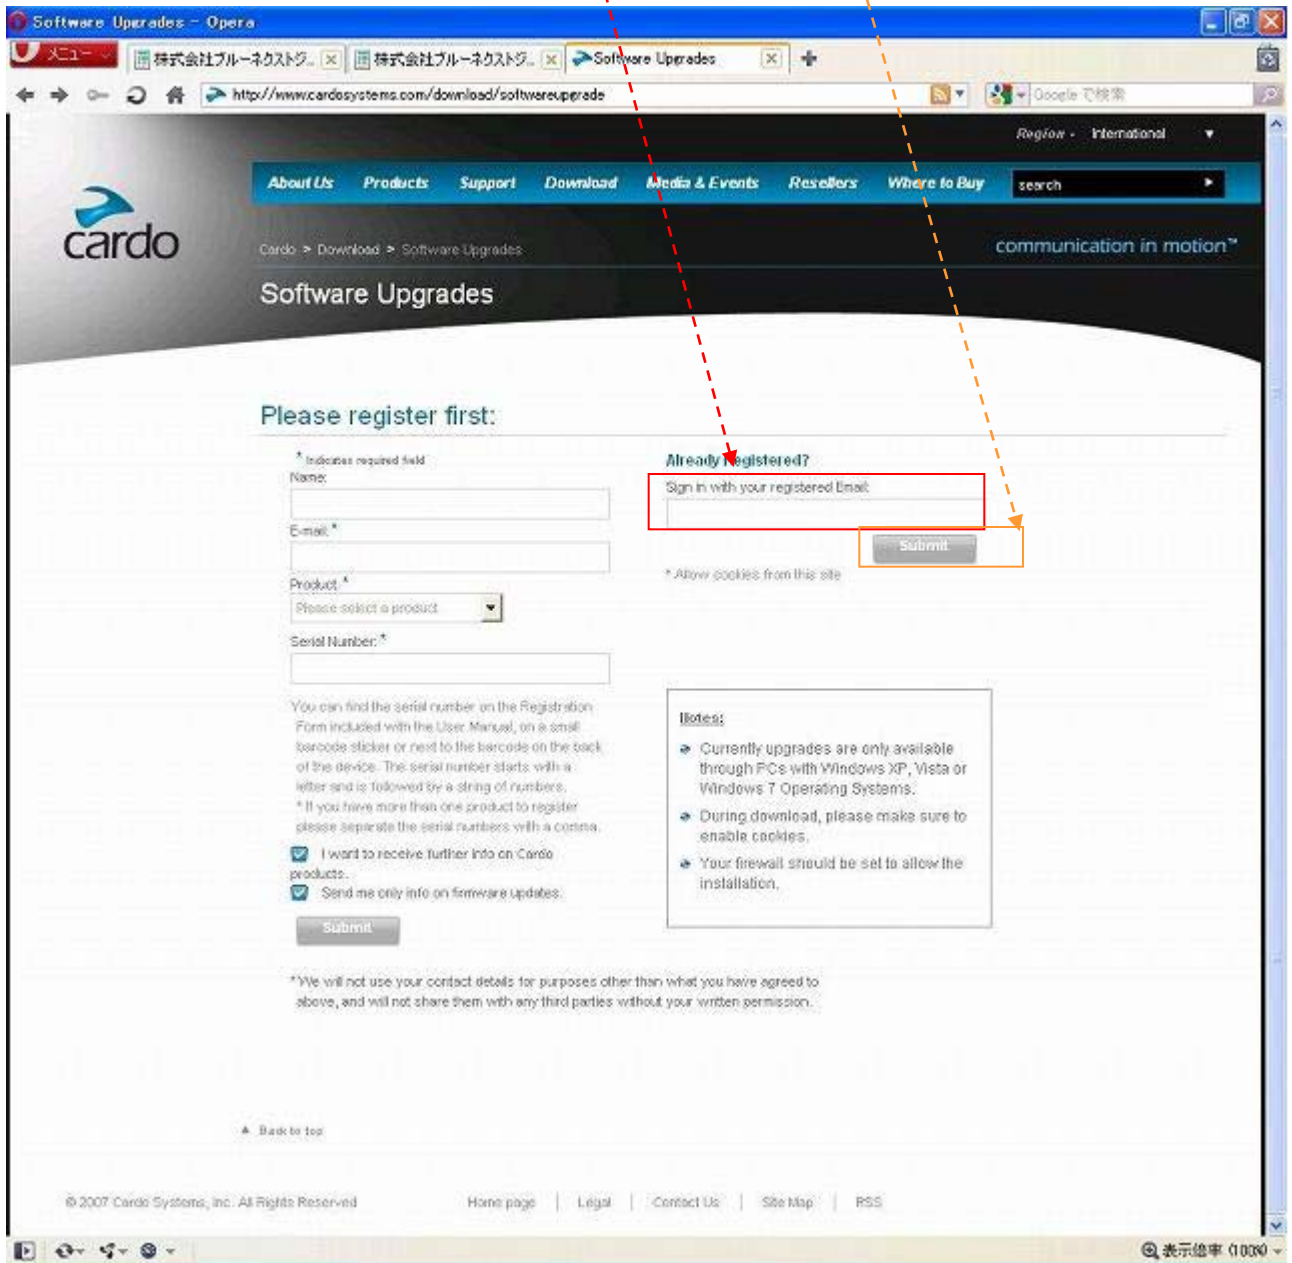 Software Upgrades - Opera
メニュー
株式会社ブルーネクストジ...
株式会社ブルーネクストジ...
Software Upgrades
http://www.cardosystems.com/download/softwareupgrade
Google で検索
Region - International
About Us Products Support Download Media & Events Resellers Where to Buy
search
cardo
Cardo > Download > Software Upgrades
communication in motion™
Software Upgrades
Please register first:
* Indicates required field
Name:
E-mail: *
Product: *
Please select a product
Serial Number: *
You can find the serial number on the Registration
Form included with the User Manual, on a small
barcode sticker or next to the barcode on the back
of the device. The serial number starts with a
letter and is followed by a string of numbers.
* If you have more than one product to register
please separate the serial numbers with a comma.
I want to receive further info on Cardo
products.
Send me only info on firmware updates.
Submit
Already Registered?
Sign in with your registered Email:
Submit
* Allow cookies from this site
Notes:
Currently upgrades are only available
through PCs with Windows XP, Vista or
Windows 7 Operating Systems.
During download, please make sure to
enable cookies.
Your firewall should be set to allow the
installation.
*We will not use your contact details for purposes other than what you have agreed to
above, and will not share them with any third parties without your written permission.
Back to top
© 2007 Cardo Systems, Inc. All Rights Reserved
Home page | Legal | Contact Us | Site Map | RSS
表示倍率 (100%)